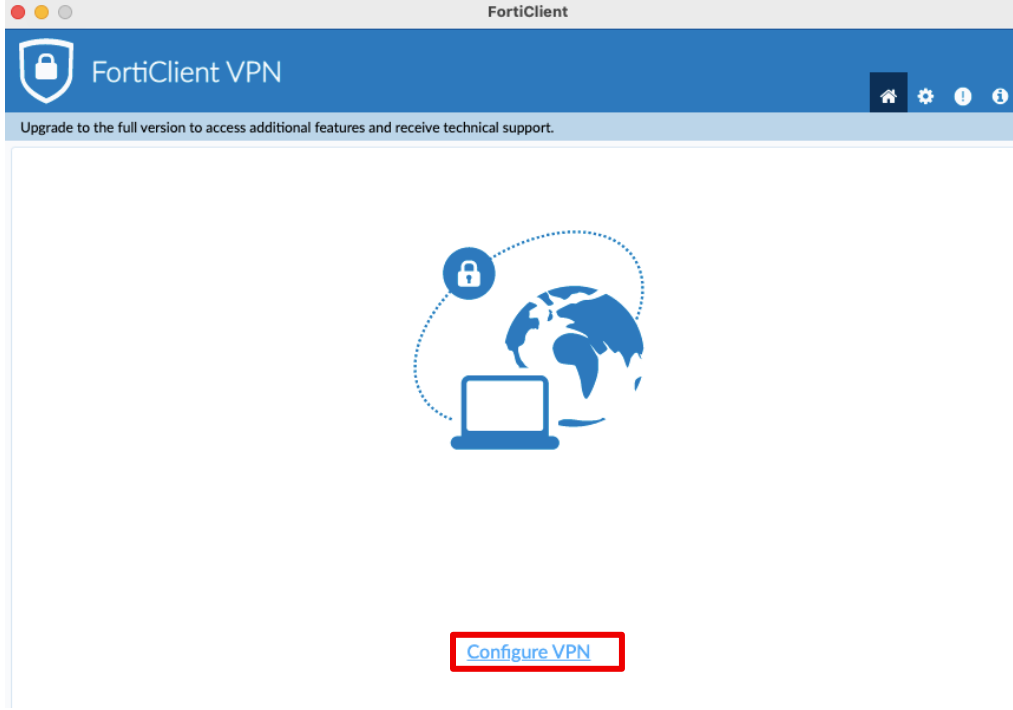 FortiClient
FortiClient VPN
Upgrade to the full version to access additional features and receive technical support.
Configure VPN